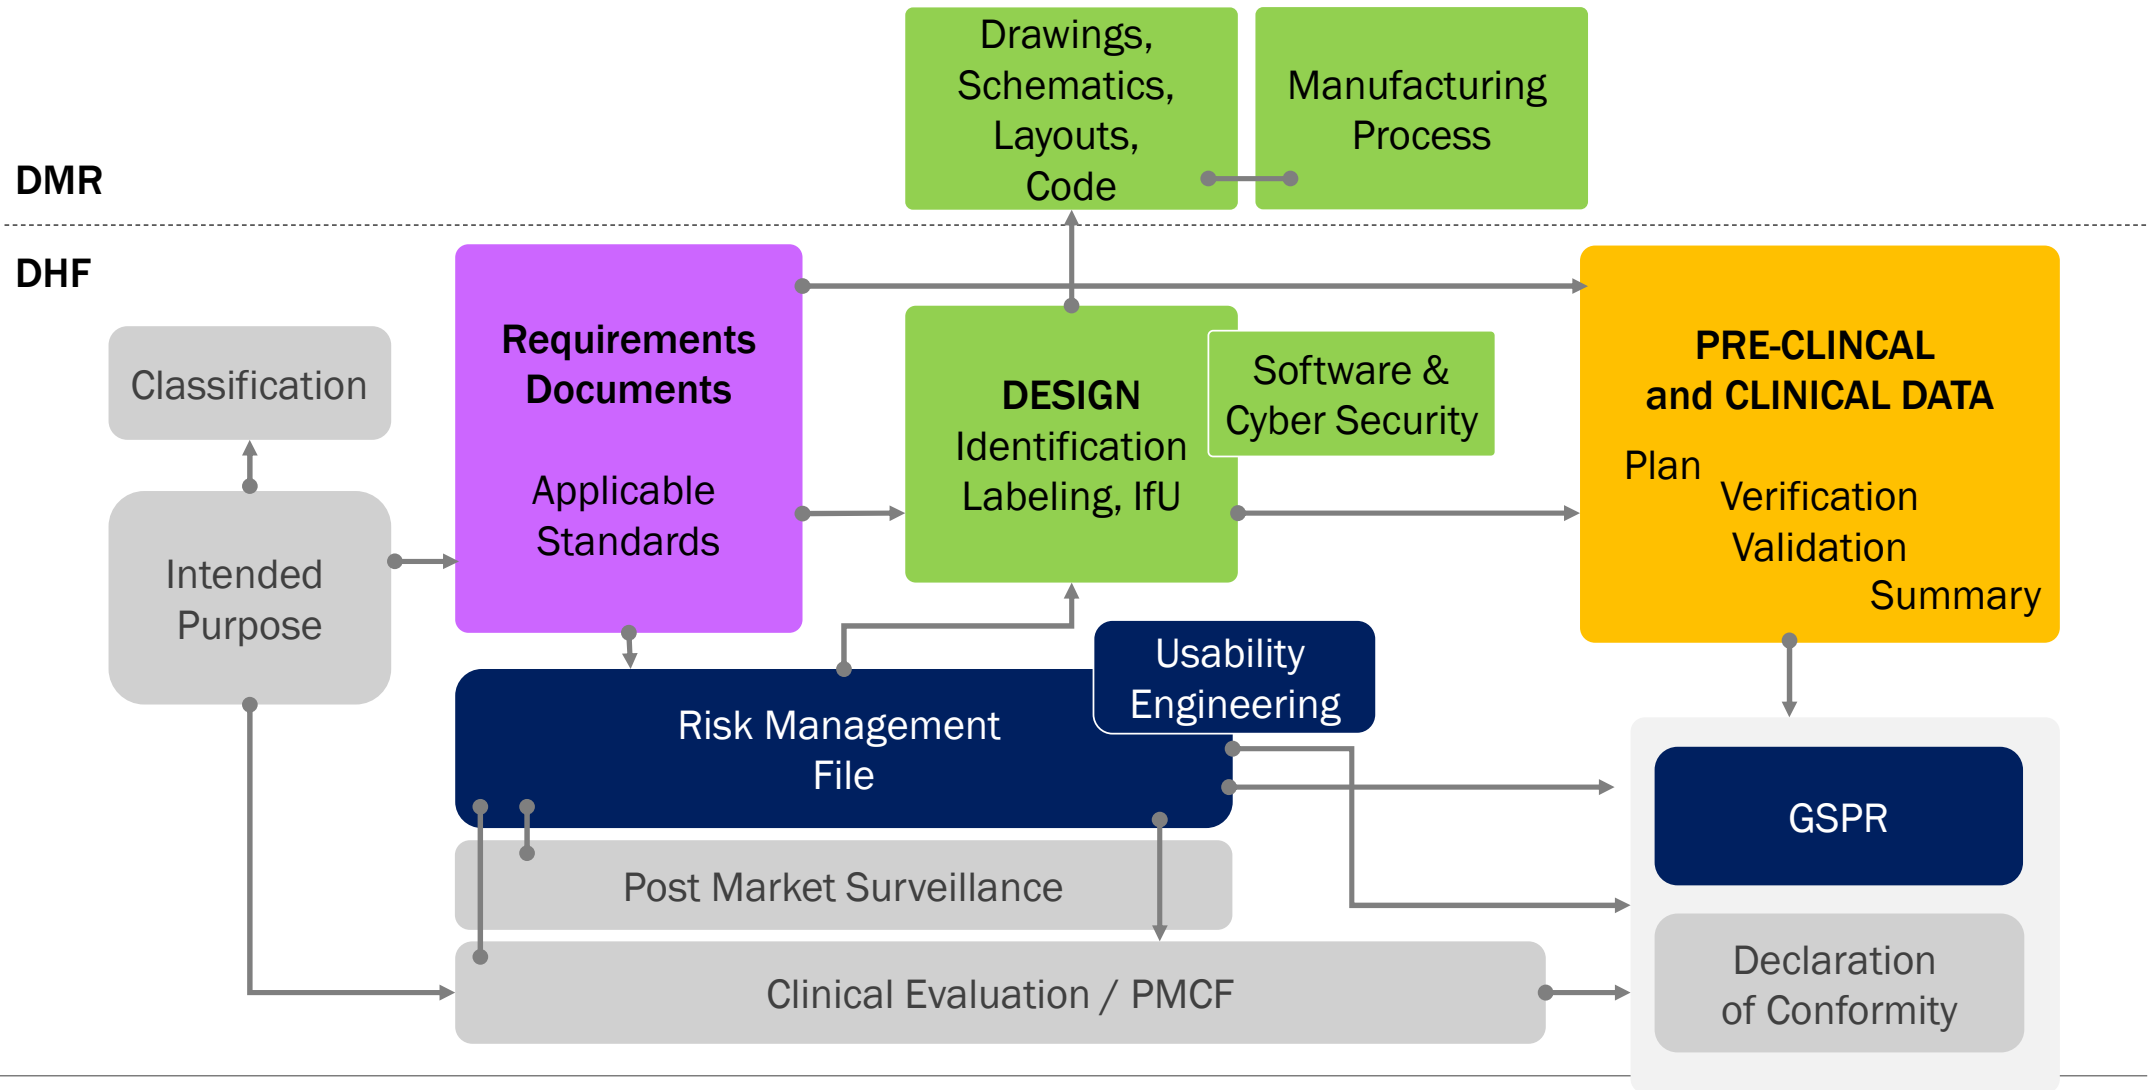 Drawings,
Schematics,
Layouts,
Code
Manufacturing
Process
DMR
DHF
Classification
Intended
Purpose
Requirements
Documents
Applicable
Standards
DESIGN
Identification
Labeling, IfU
Software &
Cyber Security
PRE-CLINCAL
and CLINICAL DATA
Plan
Verification
Validation
Summary
Usability
Engineering
Risk Management
File
Post Market Surveillance
Clinical Evaluation / PMCF
GSPR
Declaration
of Conformity